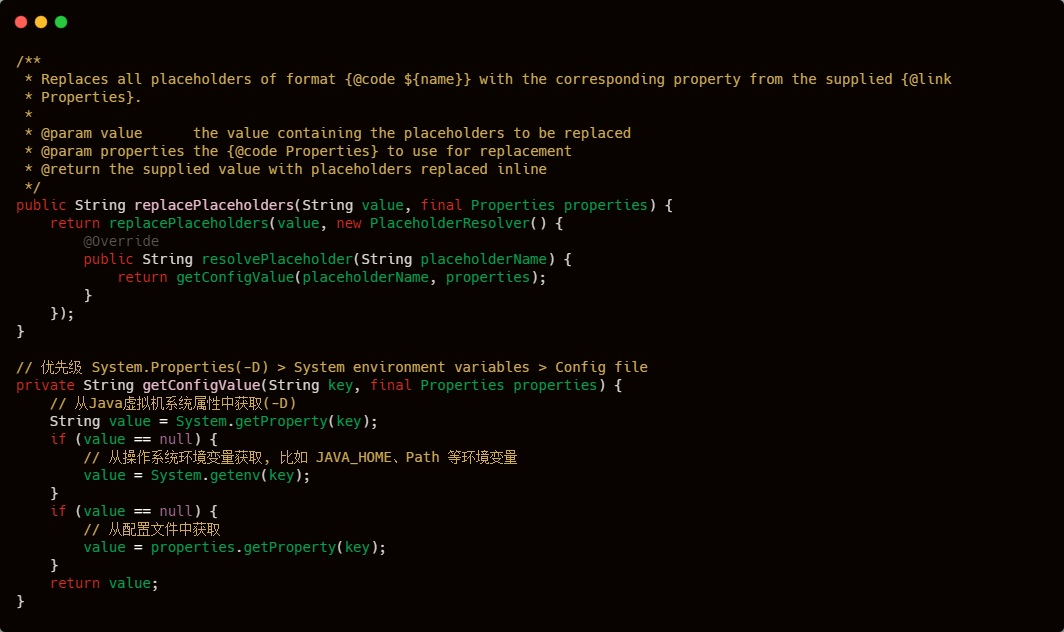 /**
 * Replaces all placeholders of format {@code ${name}} with the corresponding property from the supplied {@link
 * Properties}.
 *
 * @param value      the value containing the placeholders to be replaced
 * @param properties the {@code Properties} to use for replacement
 * @return the supplied value with placeholders replaced inline
 */
public String replacePlaceholders(String value, final Properties properties) {
    return replacePlaceholders(value, new PlaceholderResolver() {
        @Override
        public String resolvePlaceholder(String placeholderName) {
            return getConfigValue(placeholderName, properties);
        }
    });
}

// 优先级 System.Properties(-D) > System environment variables > Config file
private String getConfigValue(String key, final Properties properties) {
    // 从Java虚拟机系统属性中获取(-D)
    String value = System.getProperty(key);
    if (value == null) {
        // 从操作系统环境变量获取, 比如 JAVA_HOME、Path 等环境变量
        value = System.getenv(key);
    }
    if (value == null) {
        // 从配置文件中获取
        value = properties.getProperty(key);
    }
    return value;
}